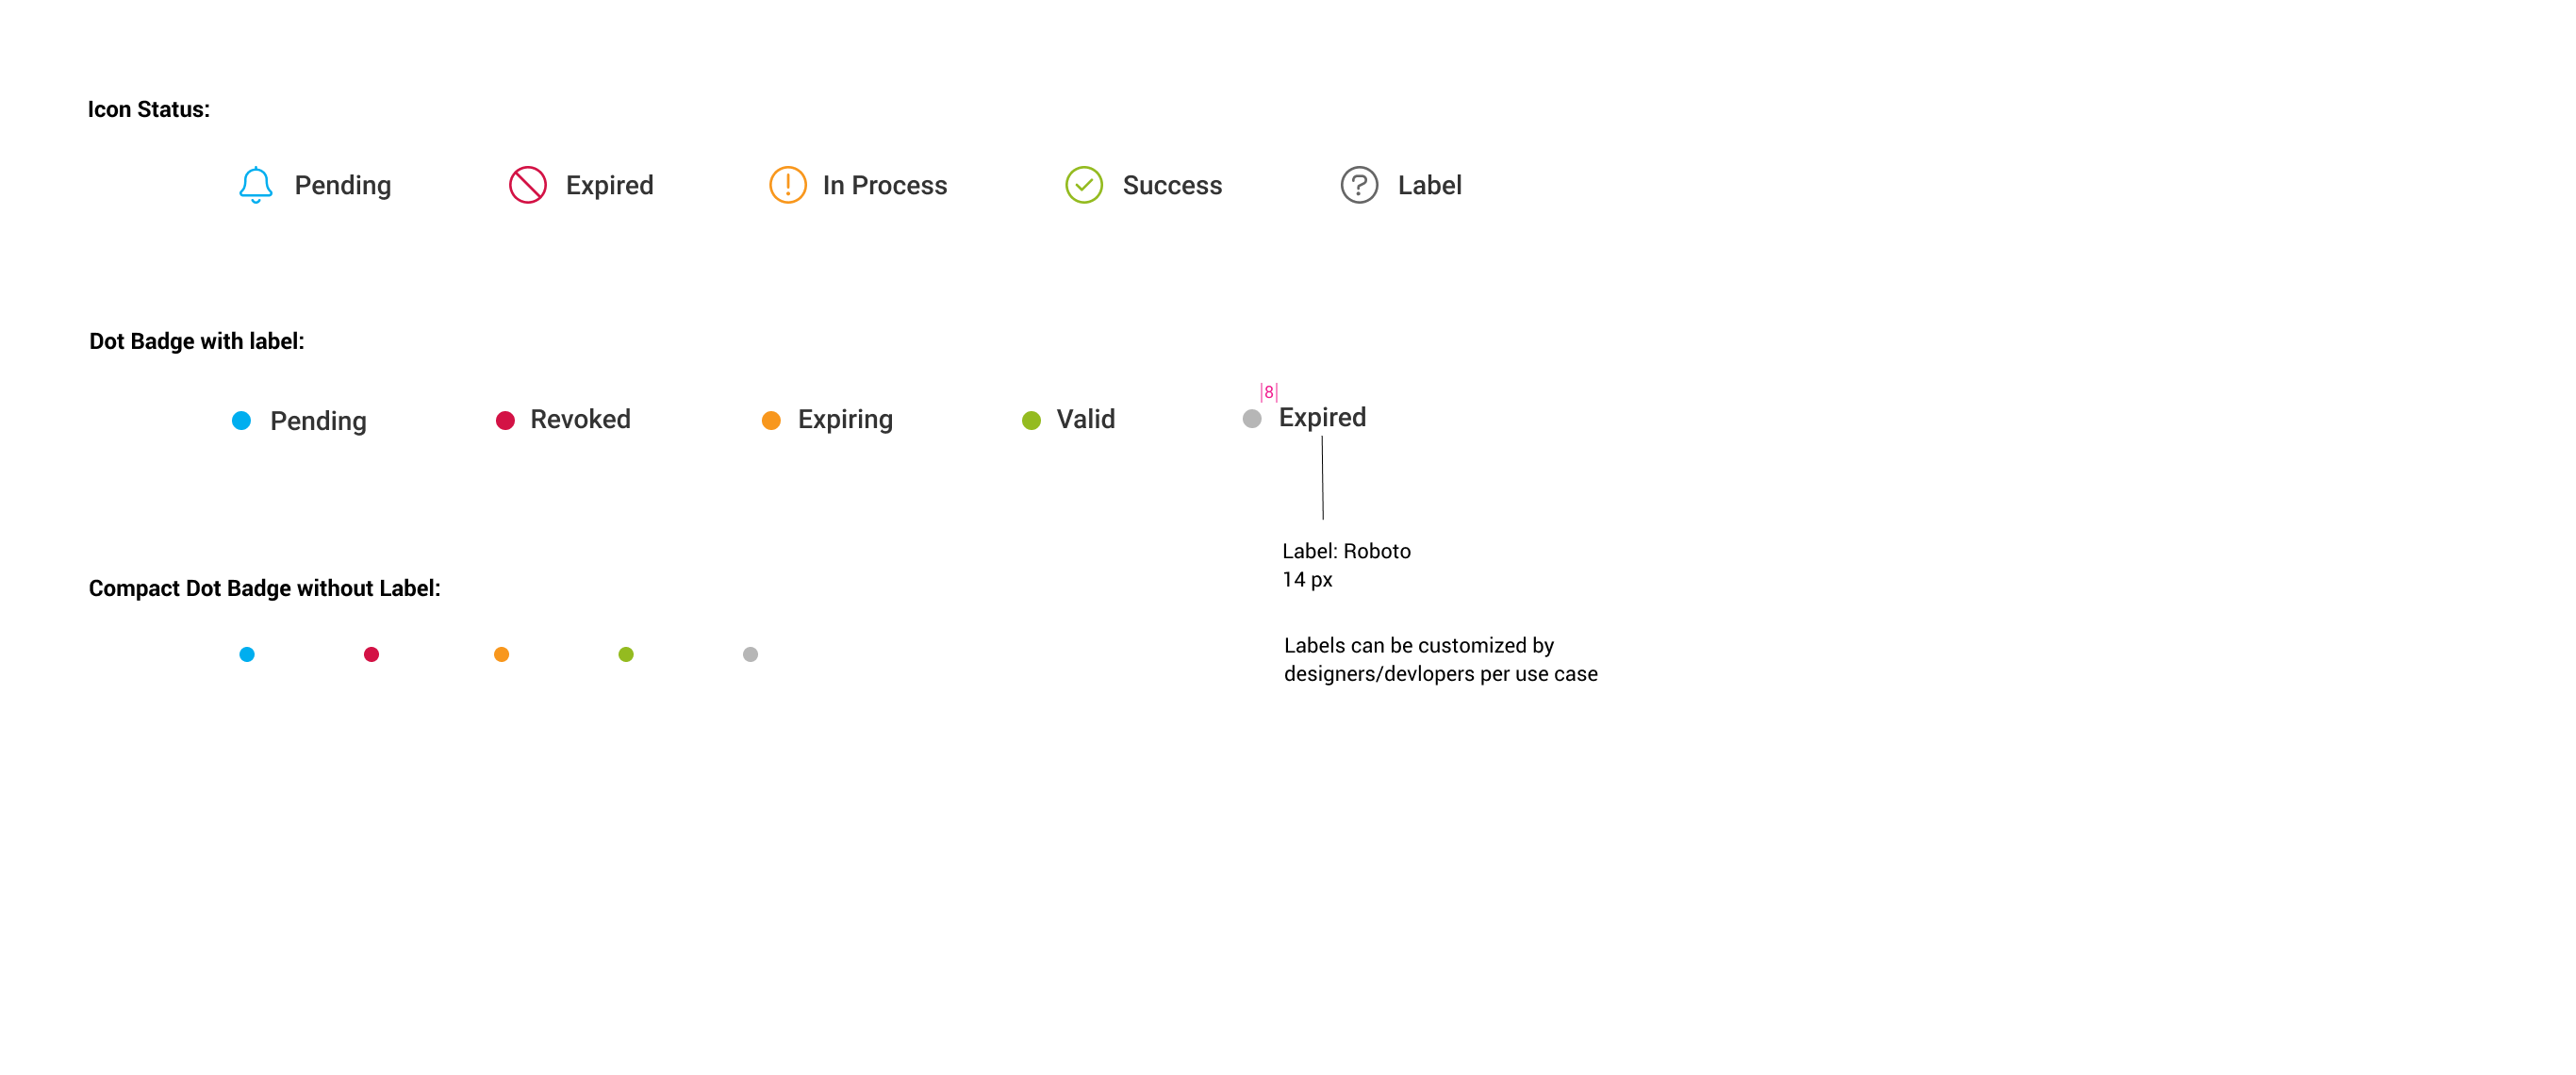 Icon Status:
Pending
Expired
In Process
Success
Label
Dot Badge with label:
|8|
Pending
Revoked
Expiring
Valid
Expired
Label: Roboto
14 px
Compact Dot Badge without Label:
Labels can be customized by
designers/devlopers per use case